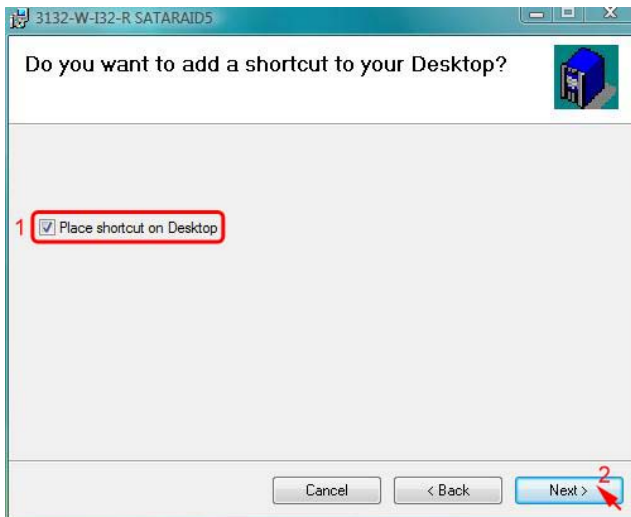 3132-W-I32-R SATARAID5
Do you want to add a shortcut to your Desktop?
1 Place shortcut on Desktop
2
Cancel < Back Next >